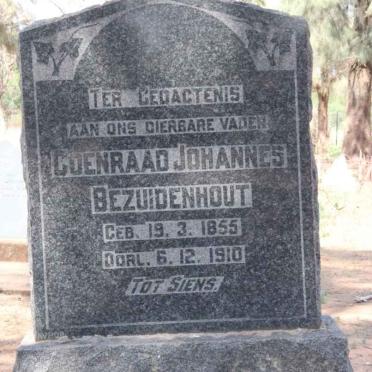 TER GEDACTENIS
AAN ONS DIERBARE VADER
COENRAAD JOHANNES
BEZUIDENHOUT
GEB. 19. 3. 1855
OORL. 6. 12. 1910
TOT SIENS.